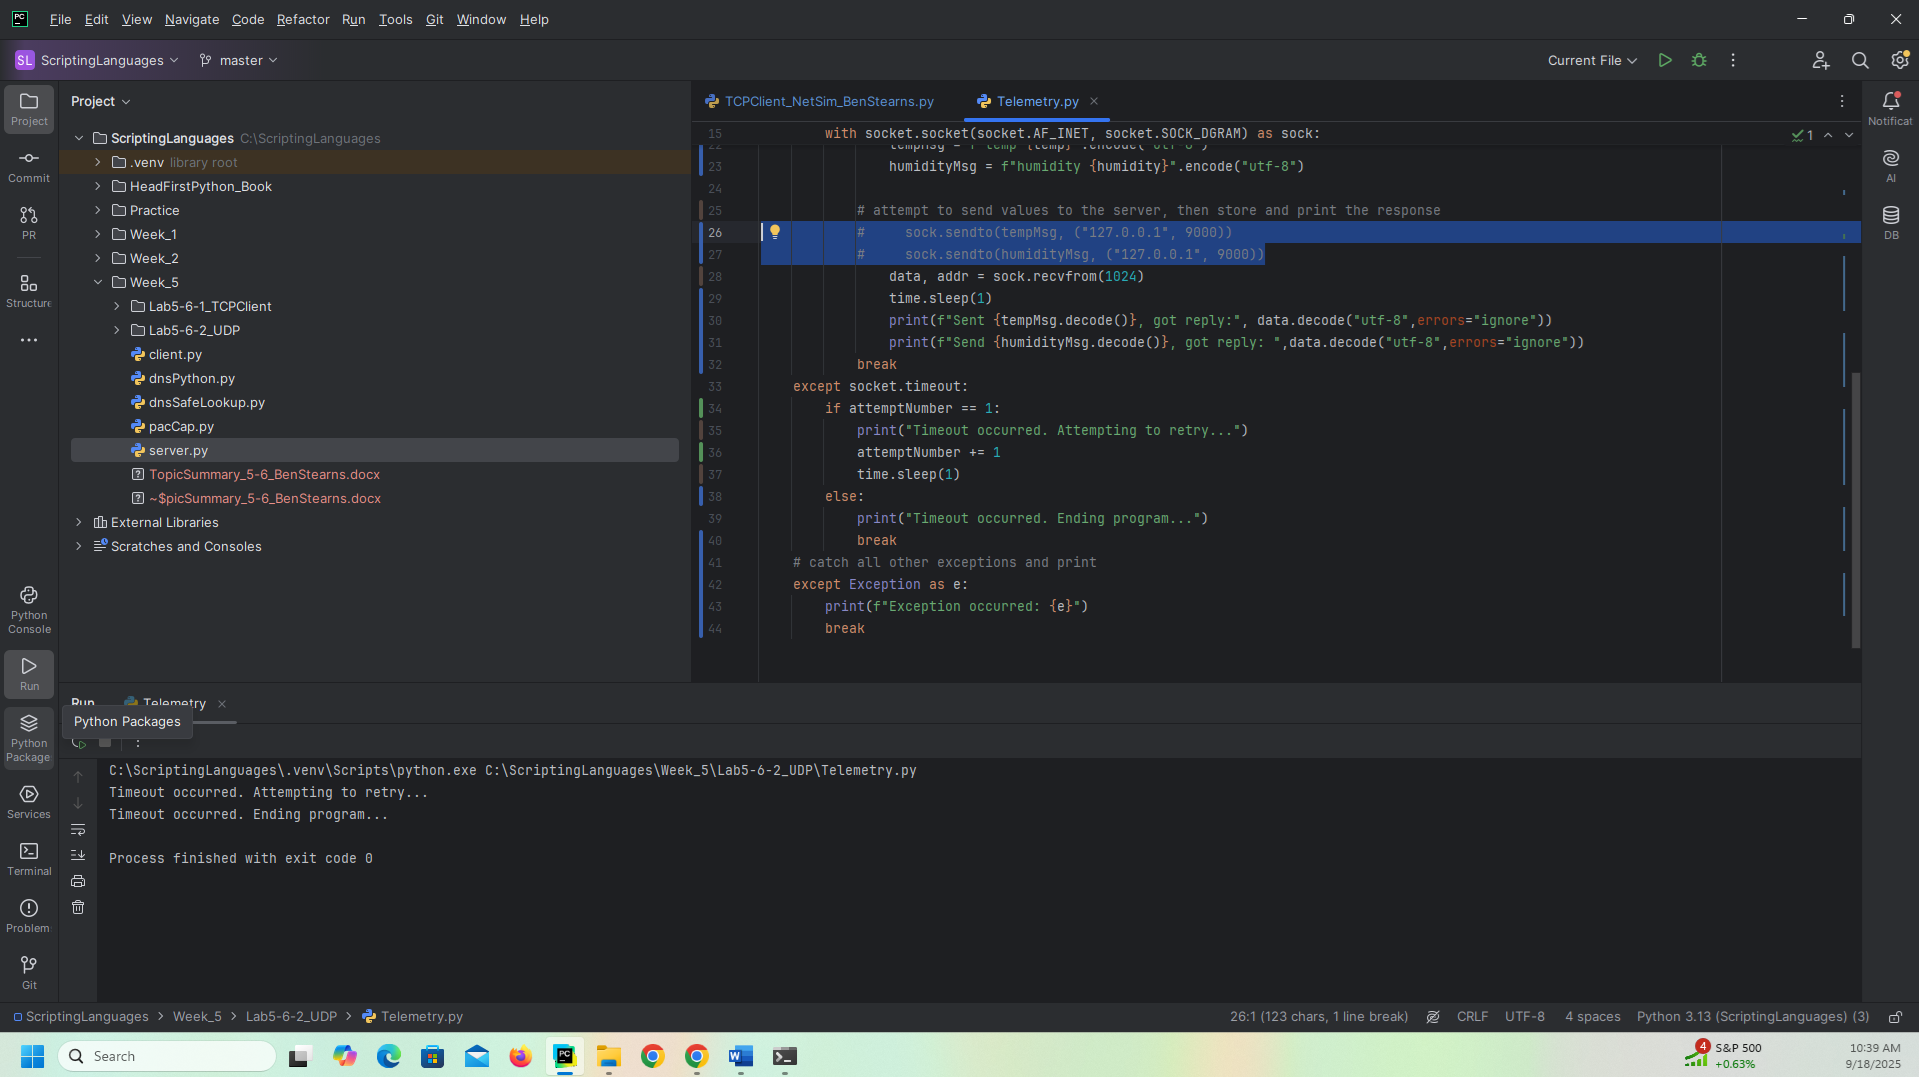 PC
File Edit View Navigate Code Refactor Run Tools Git Window Help
SL ScriptingLanguages master
Current File
Project
TCPClient_NetSim_BenStearns.py
Telemetry.py
Project
Commit
PR
Structure
Notificat
AI
DB
ScriptingLanguages C:\ScriptingLanguages
.venv library root
HeadFirstPython_Book
Practice
Week_1
Week_2
Week_5
Lab5-6-1_TCPClient
Lab5-6-2_UDP
client.py
dnsPython.py
dnsSafeLookup.py
pacCap.py
server.py
TopicSummary_5-6_BenStearns.docx
~$picSummary_5-6_BenStearns.docx
External Libraries
Scratches and Consoles
15 with socket.socket(socket.AF_INET, socket.SOCK_DGRAM) as sock:
1
22 tempMsg = f"temp {temp}".encode("utf-8")
23 humidityMsg = f"humidity {humidity}".encode("utf-8")
24
25 # attempt to send values to the server, then store and print the response
26 # sock.sendto(tempMsg, ("127.0.0.1", 9000))
27 # sock.sendto(humidityMsg, ("127.0.0.1", 9000))
28 data, addr = sock.recvfrom(1024)
29 time.sleep(1)
30 print(f"Sent {tempMsg.decode()}, got reply:", data.decode("utf-8",errors="ignore"))
31 print(f"Send {humidityMsg.decode()}, got reply: ",data.decode("utf-8",errors="ignore"))
32 break
33 except socket.timeout:
34 if attemptNumber == 1:
35 print("Timeout occurred. Attempting to retry...")
36 attemptNumber += 1
37 time.sleep(1)
38 else:
39 print("Timeout occurred. Ending program...")
40 break
41 # catch all other exceptions and print
42 except Exception as e:
43 print(f"Exception occurred: {e}")
44 break
Python Console
Run
Python Package
Services
Terminal
Problem
Git
Run Telemetry
Python Packages
C:\ScriptingLanguages\.venv\Scripts\python.exe C:\ScriptingLanguages\Week_5\Lab5-6-2_UDP\Telemetry.py
Timeout occurred. Attempting to retry...
Timeout occurred. Ending program...
Process finished with exit code 0
ScriptingLanguages > Week_5 > Lab5-6-2_UDP > Telemetry.py
26:1 (123 chars, 1 line break) CRLF UTF-8 4 spaces Python 3.13 (ScriptingLanguages) (3)
Search
PC
4
S&P 500
+0.63%
10:39 AM
9/18/2025